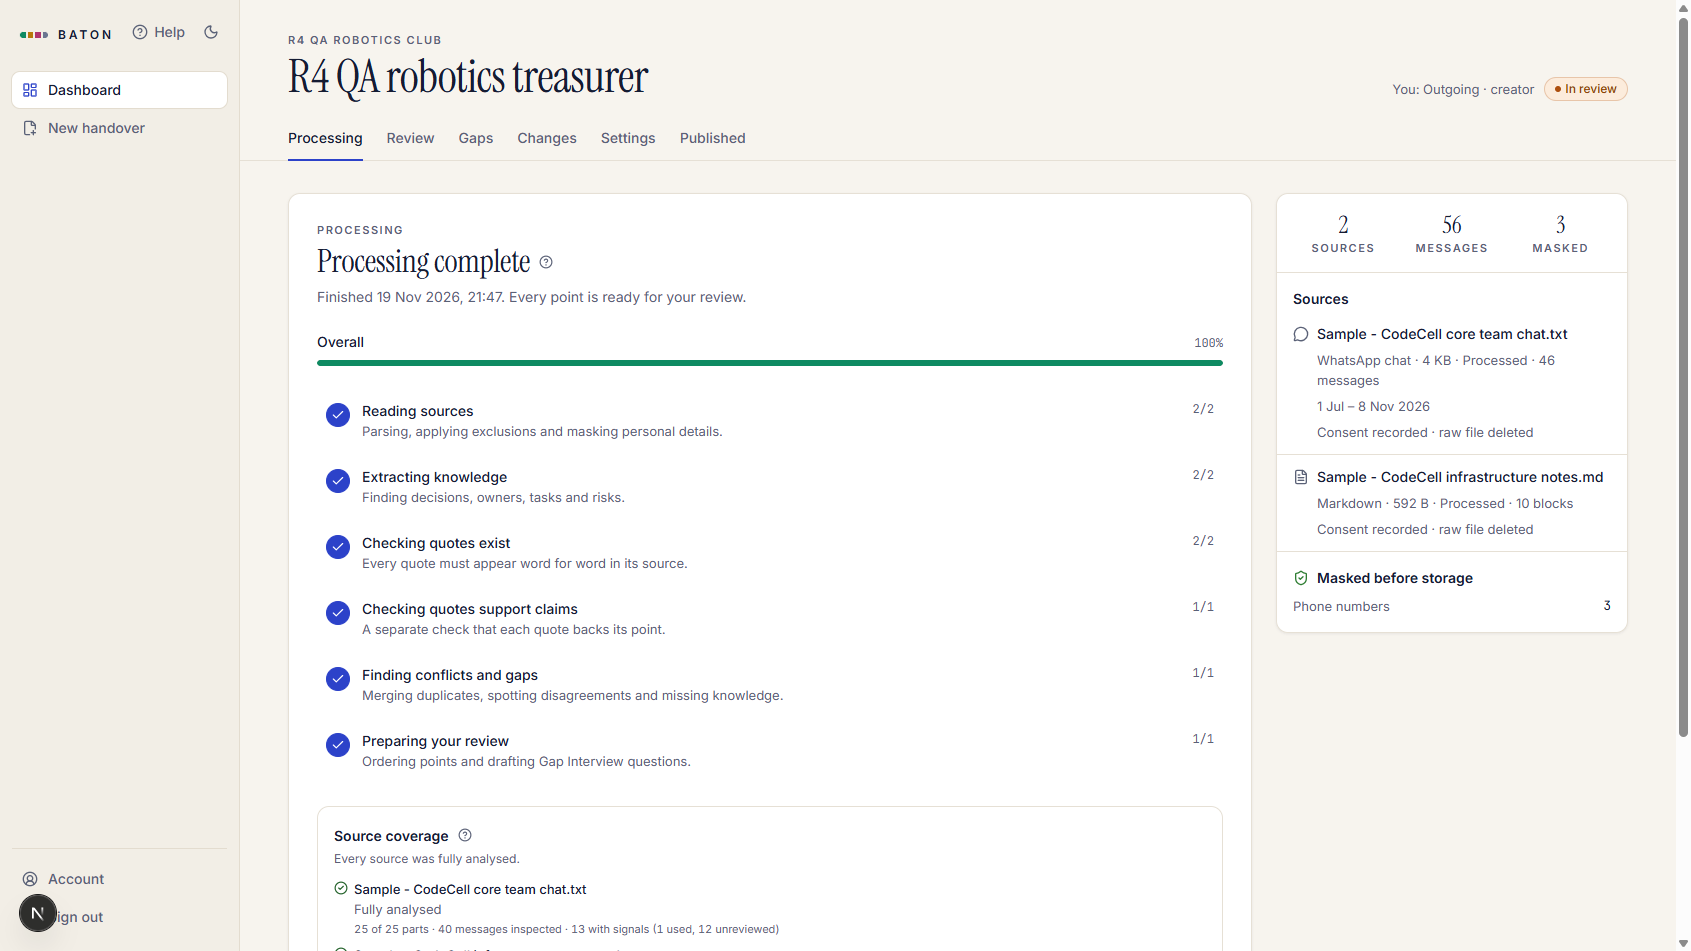 BATON
Help
Dashboard
New handover
Account
N
ign out
R4 QA ROBOTICS CLUB
R4 QA robotics treasurer
You: Outgoing · creator
In review
Processing
Review
Gaps
Changes
Settings
Published
PROCESSING
Processing complete
Finished 19 Nov 2026, 21:47. Every point is ready for your review.
Overall
100%
Reading sources
2/2
Parsing, applying exclusions and masking personal details.
Extracting knowledge
2/2
Finding decisions, owners, tasks and risks.
Checking quotes exist
2/2
Every quote must appear word for word in its source.
Checking quotes support claims
1/1
A separate check that each quote backs its point.
Finding conflicts and gaps
1/1
Merging duplicates, spotting disagreements and missing knowledge.
Preparing your review
1/1
Ordering points and drafting Gap Interview questions.
Source coverage
Every source was fully analysed.
Sample - CodeCell core team chat.txt
Fully analysed
25 of 25 parts · 40 messages inspected · 13 with signals (1 used, 12 unreviewed)
2
SOURCES
56
MESSAGES
3
MASKED
Sources
Sample - CodeCell core team chat.txt
WhatsApp chat · 4 KB · Processed · 46
messages
1 Jul – 8 Nov 2026
Consent recorded · raw file deleted
Sample - CodeCell infrastructure notes.md
Markdown · 592 B · Processed · 10 blocks
Consent recorded · raw file deleted
Masked before storage
Phone numbers
3